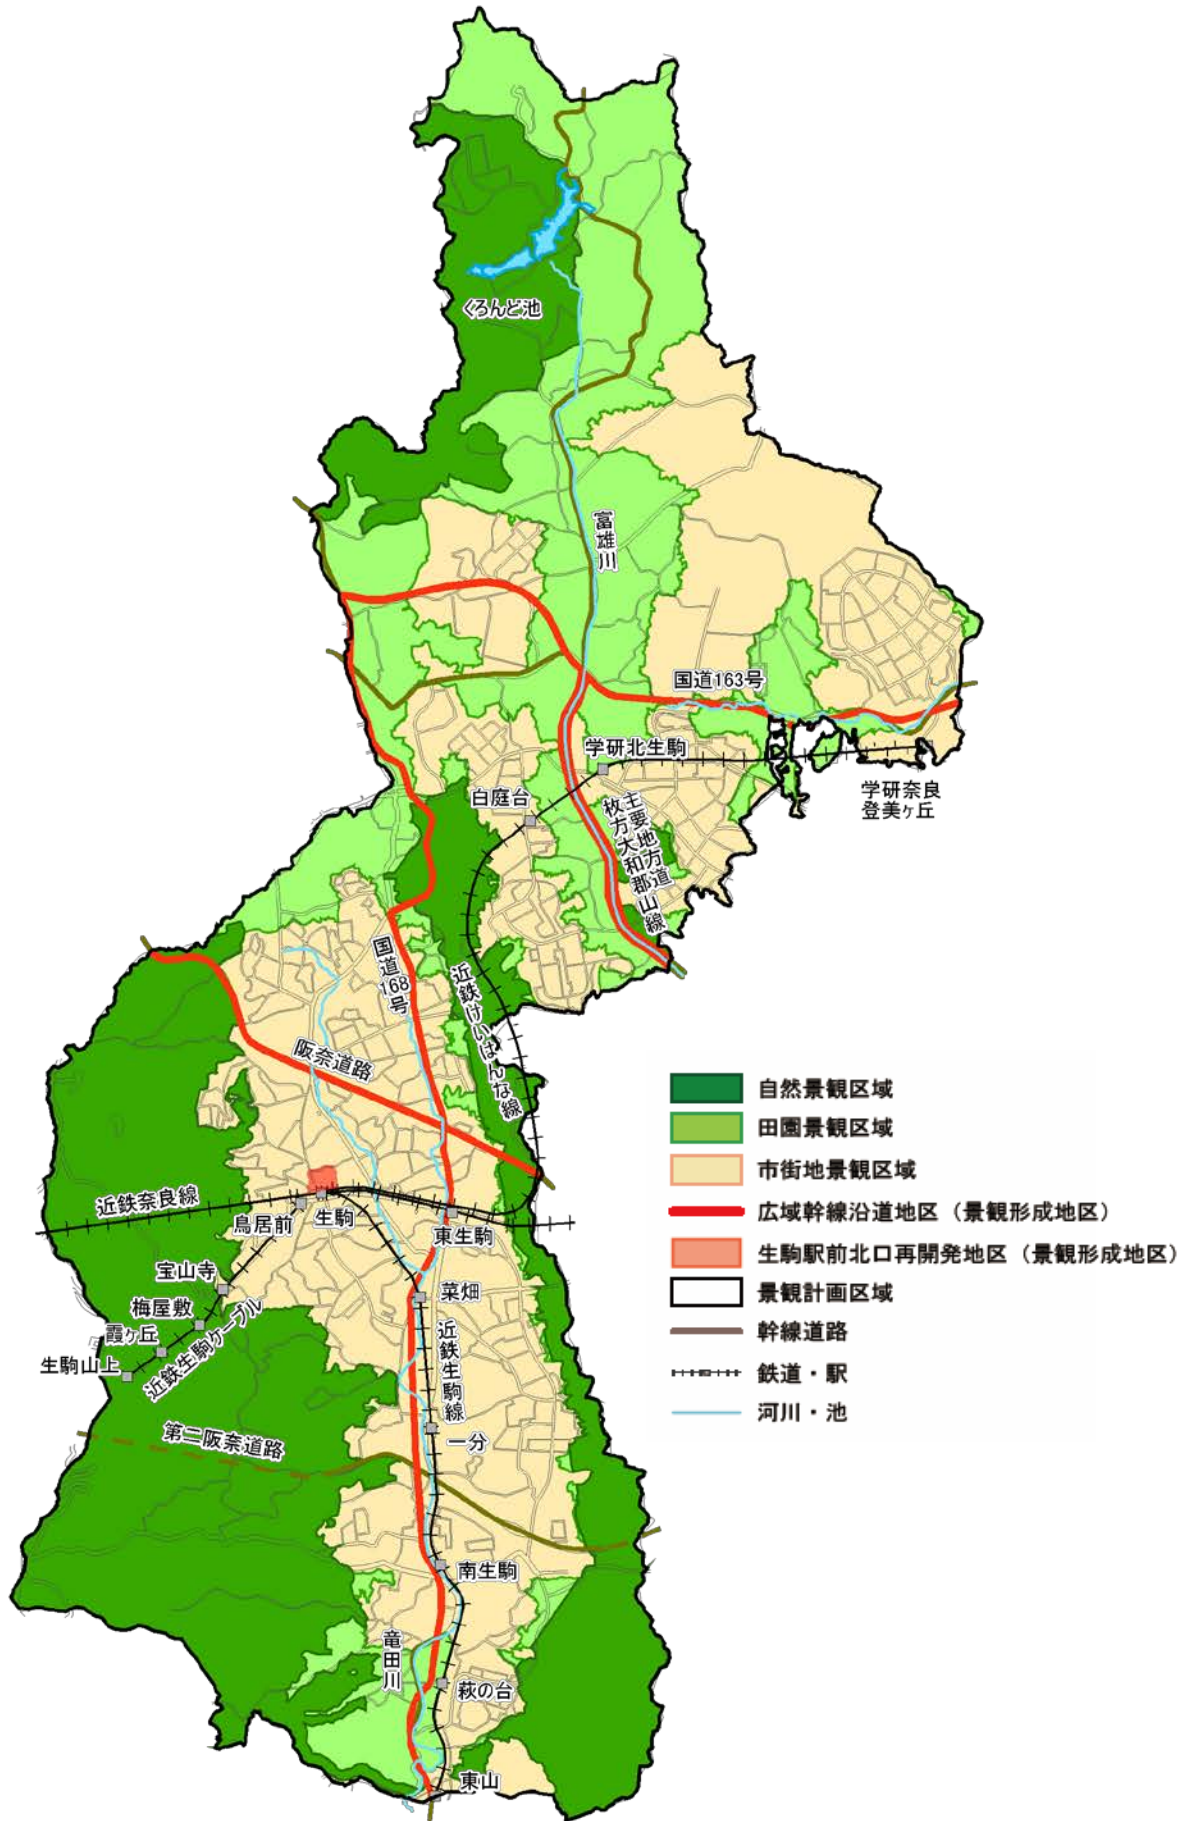 くろんど池
富雄川
国道163号
学研北生駒
学研奈良
登美ヶ丘
白庭台
主要地方道
枚方大和郡山線
国道168号
近鉄けいはんな線
阪奈道路
近鉄奈良線
鳥居前
生駒
東生駒
宝山寺
梅屋敷
霞ヶ丘
生駒山上
近鉄生駒ケーブル
菜畑
近鉄生駒線
一分
第二阪奈道路
南生駒
竜田川
萩の台
東山
自然景観区域
田園景観区域
市街地景観区域
広域幹線沿道地区（景観形成地区）
生駒駅前北口再開発地区（景観形成地区）
景観計画区域
幹線道路
鉄道・駅
河川・池